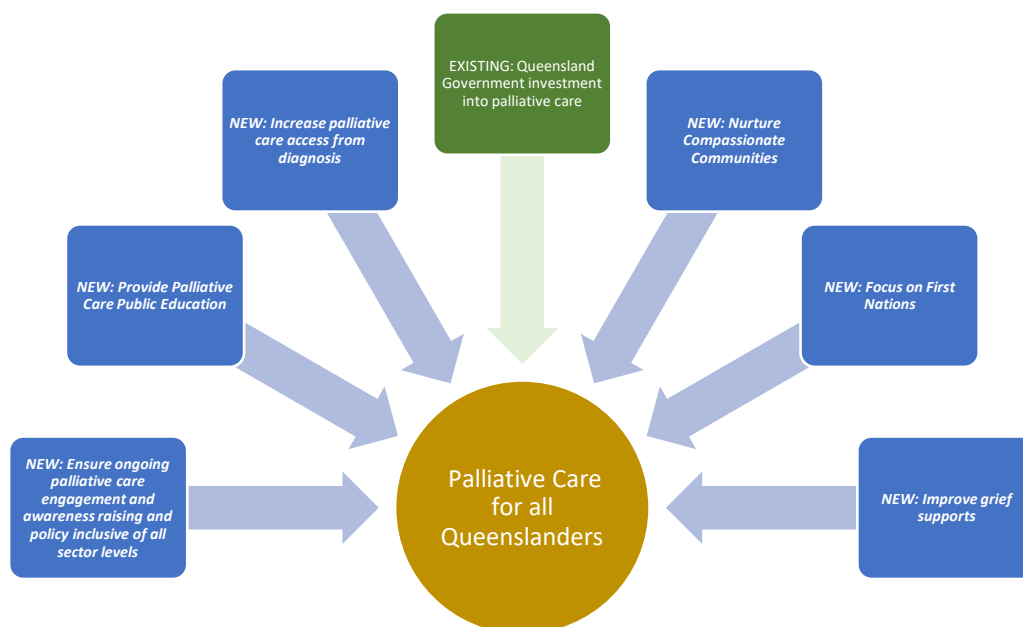 EXISTING: Queensland
Government investment
into palliative care
NEW: Increase palliative
care access from
diagnosis
NEW: Nurture
Compassionate
Communities
NEW: Provide Palliative
Care Public Education
NEW: Focus on First
Nations
NEW: Ensure ongoing
palliative care
engagement and
awareness raising and
policy inclusive of all
sector levels
Palliative Care
for all
Queenslanders
NEW: Improve grief
supports